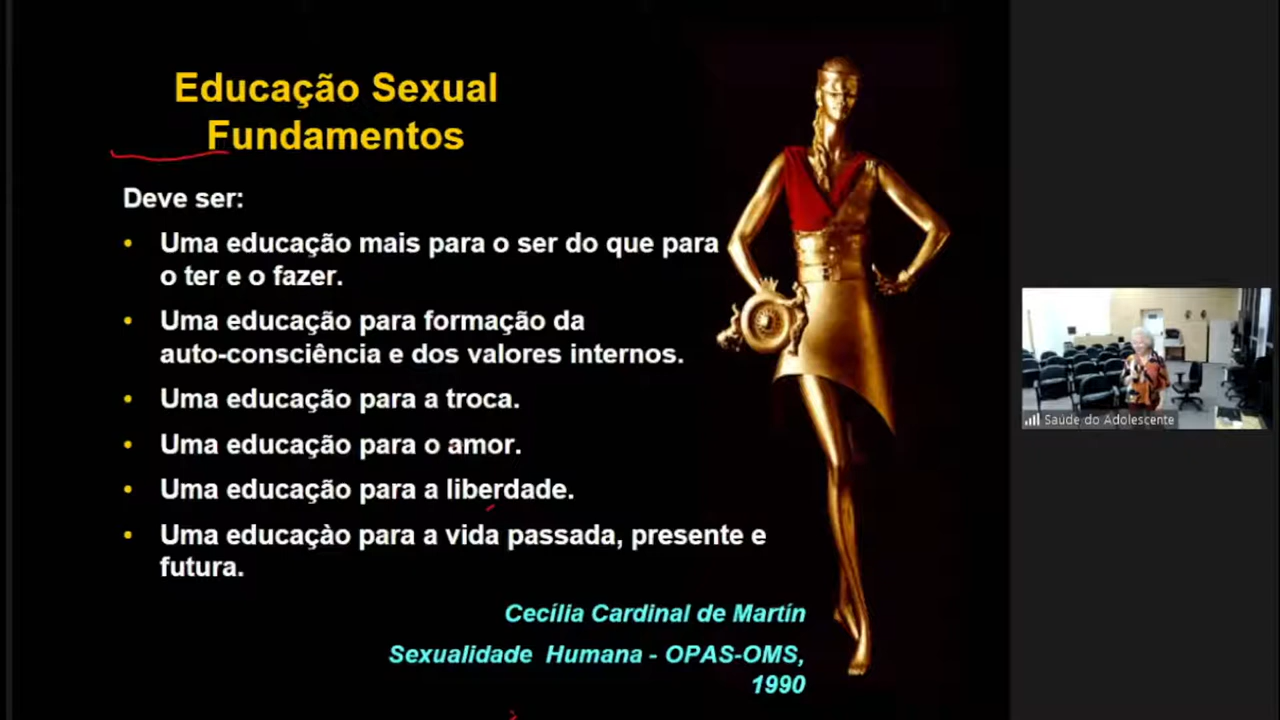 Educação Sexual
Fundamentos
Deve ser:
• Uma educação mais para o ser do que para
o ter e o fazer.
• Uma educação para formação da
auto-consciência e dos valores internos.
• Uma educação para a troca.
• Uma educação para o amor.
• Uma educação para a liberdade.
• Uma educaçào para a vida passada, presente e
futura.
Cecília Cardinal de Martín
Sexualidade Humana - OPAS-OMS,
1990
Saúde do Adolescente